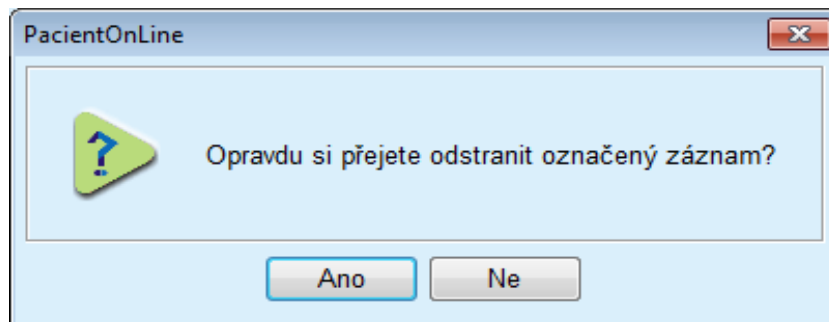 PacientOnLine
Opravdu si přejete odstranit označený záznam?
Ano
Ne